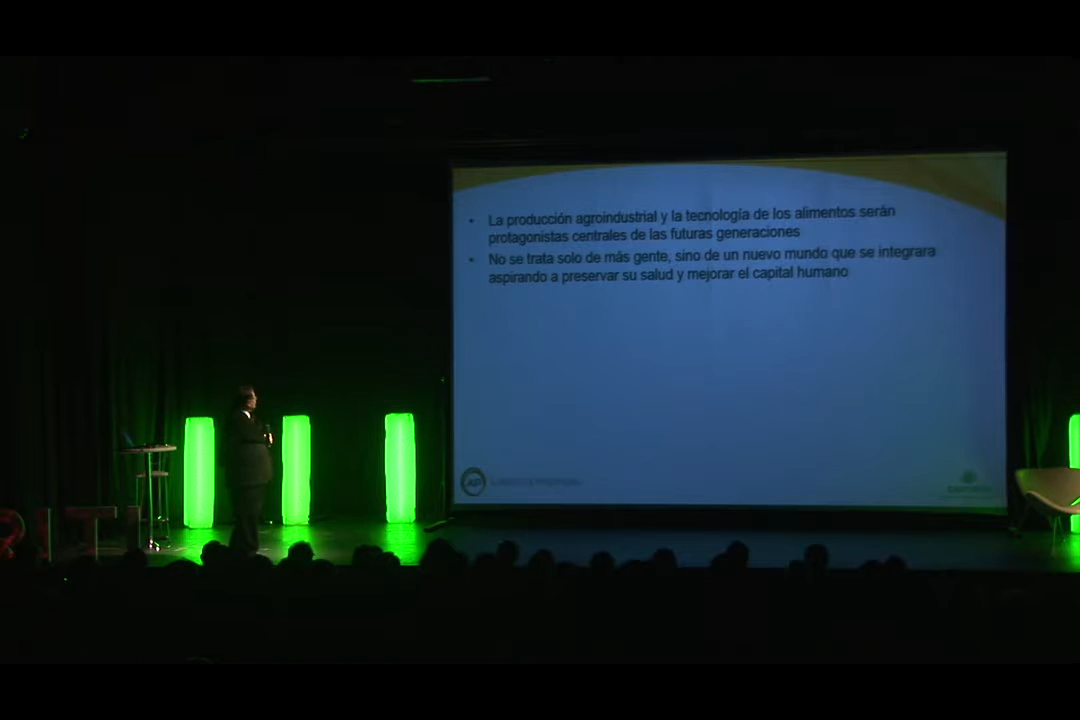 • La producción agroindustrial y la tecnología de los alimentos serán
protagonistas centrales de las futuras generaciones
• No se trata solo de más gente, sino de un nuevo mundo que se integrara
aspirando a preservar su salud y mejorar el capital humano